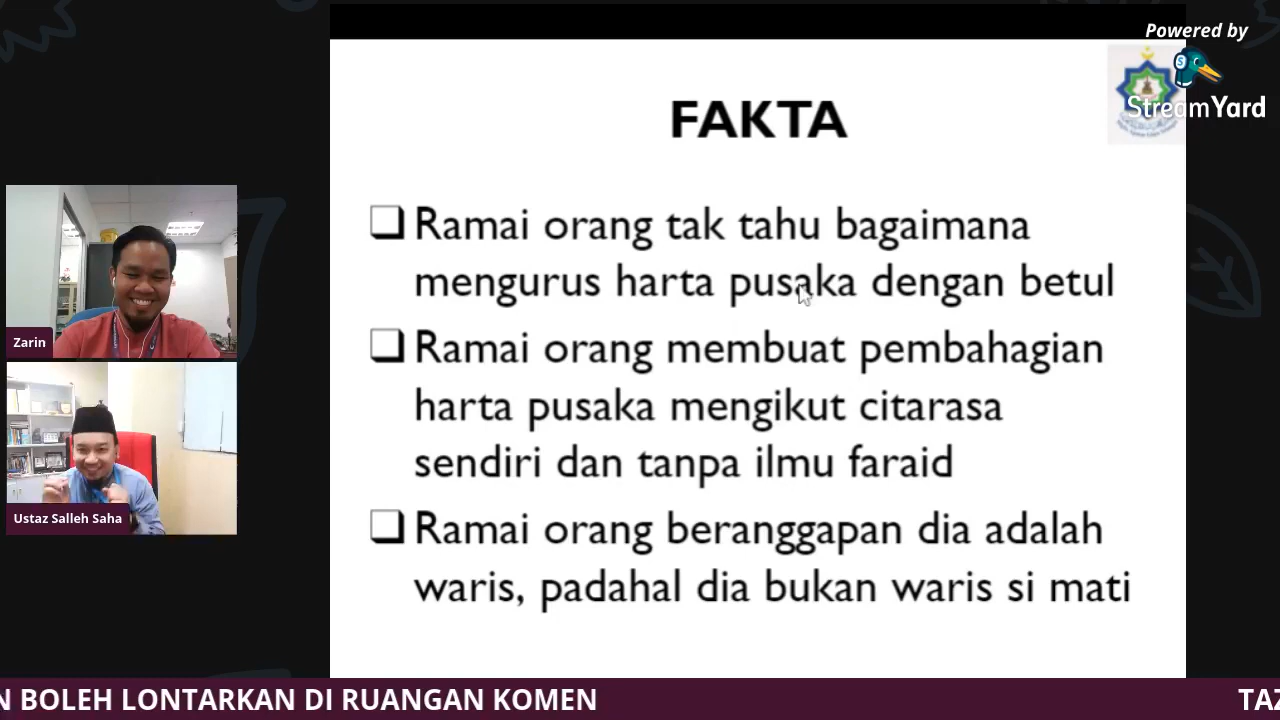 Powered by
StreamYard
FAKTA
❑ Ramai orang tak tahu bagaimana
mengurus harta pusaka dengan betul
❑ Ramai orang membuat pembahagian
harta pusaka mengikut citarasa
sendiri dan tanpa ilmu faraid
❑ Ramai orang beranggapan dia adalah
waris, padahal dia bukan waris si mati
Zarin
Ustaz Salleh Saha
N BOLEH LONTARKAN DI RUANGAN KOMEN
TAZ